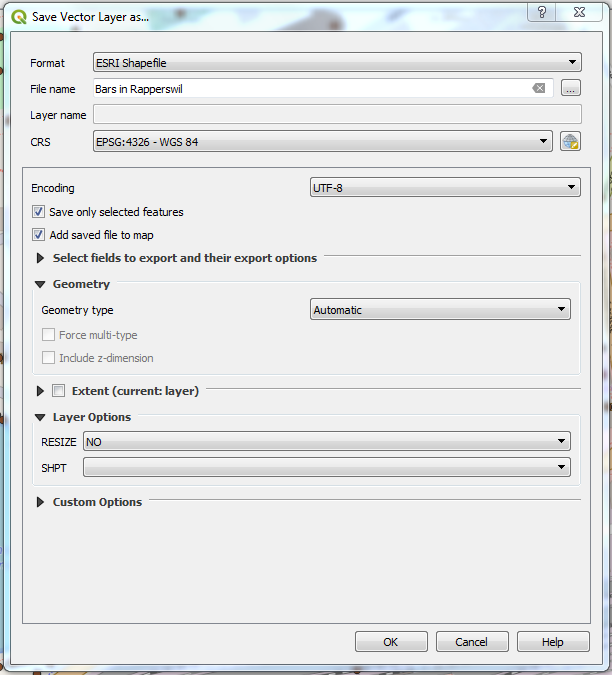 Save Vector Layer as...
Format ESRI Shapefile
File name Bars in Rapperswil ...
Layer name
CRS EPSG:4326 - WGS 84
Encoding UTF-8
Save only selected features
Add saved file to map
Select fields to export and their export options
Geometry
Geometry type Automatic
Force multi-type
Include z-dimension
Extent (current: layer)
Layer Options
RESIZE NO
SHPT
Custom Options
OK Cancel Help